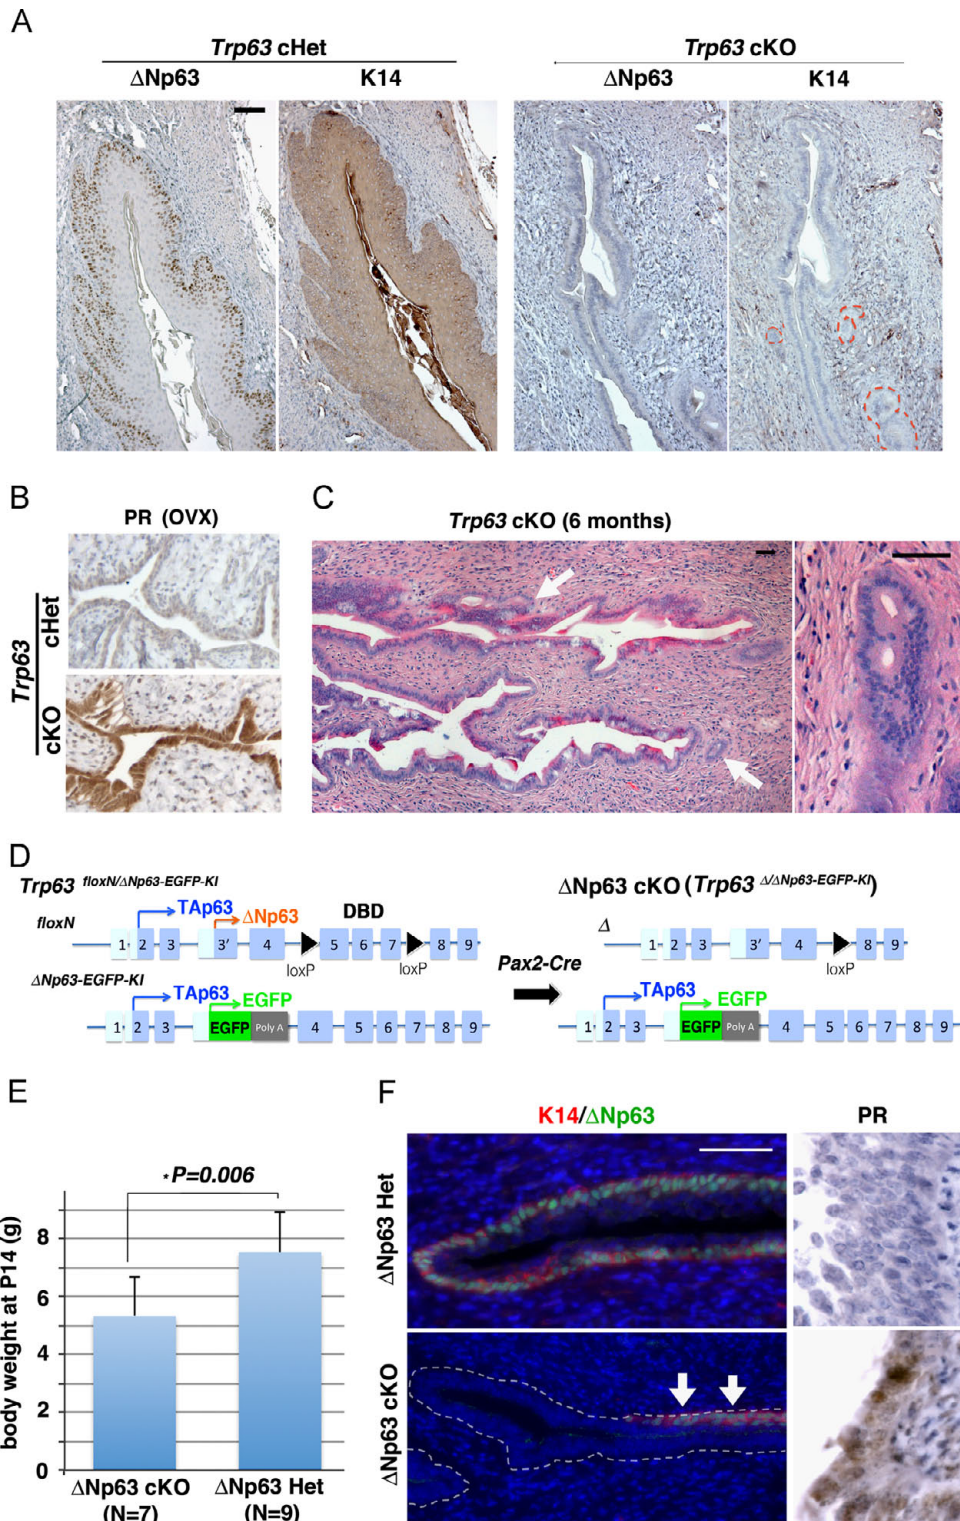 A
Trp63 cHet
Trp63 cKO
ΔNp63
K14
ΔNp63
K14
B
PR (OVX)
Trp63
cHet
cKO
C
Trp63 cKO (6 months)
D
Trp63 floxN/ΔNp63-EGFP-KI
floxN
TAp63
ΔNp63
DBD
1 2 3 3' 4 5 6 7 8 9
loxP
loxP
ΔNp63-EGFP-KI
TAp63
EGFP
1 2 3 EGFP Poly A 4 5 6 7 8 9
Pax2-Cre
ΔNp63 cKO (Trp63 Δ/ΔNp63-EGFP-KI)
Δ
1 2 3 3' 4 8 9
loxP
TAp63
EGFP
1 2 3 EGFP Poly A 4 5 6 7 8 9
E
*P=0.006
body weight at P14 (g)
8
6
4
2
0
ΔNp63 cKO
(N=7)
ΔNp63 Het
(N=9)
F
K14/ΔNp63
PR
ΔNp63 Het
ΔNp63 cKO